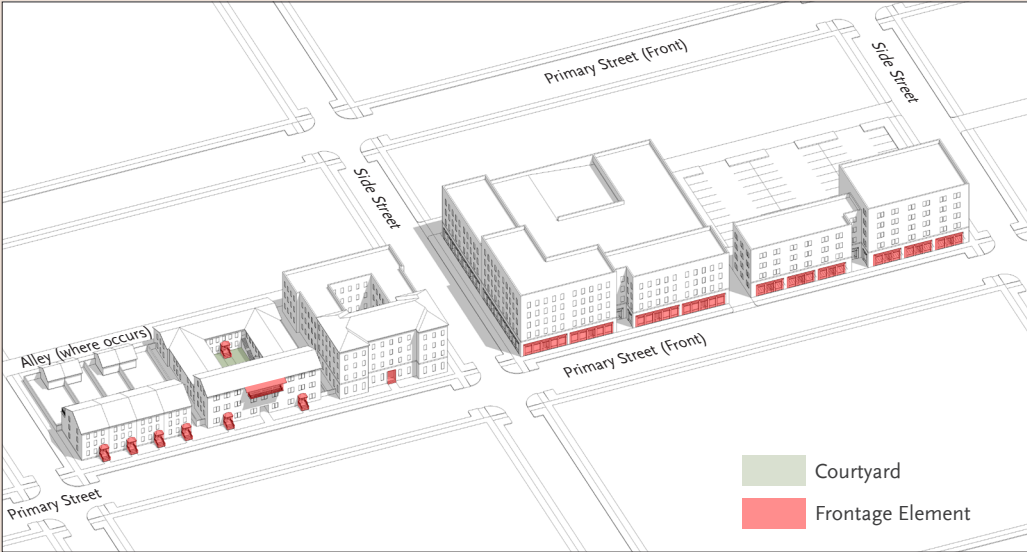 Primary Street (Front)
Side Street
Side Street
Alley (where occurs)
Primary Street (Front)
Primary Street
Courtyard
Frontage Element